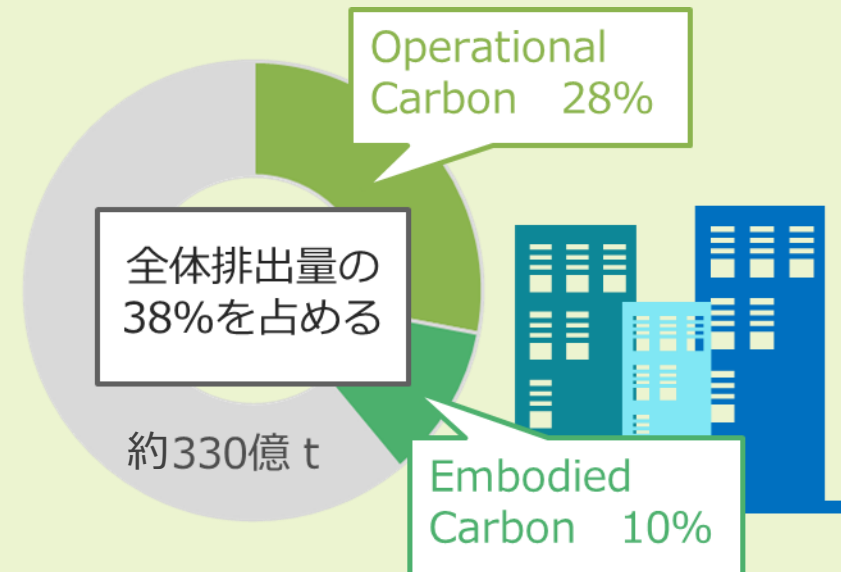 Operational
Carbon　28%
全体排出量の
38%を占める
約330億 t
Embodied
Carbon　10%